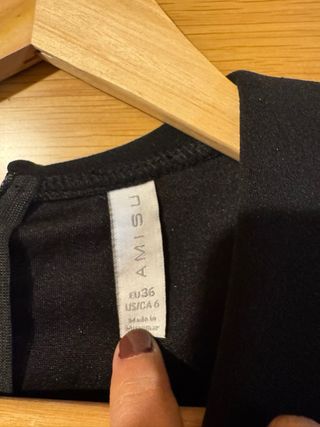 AMISU
EU 36
US/CA 6
Made in